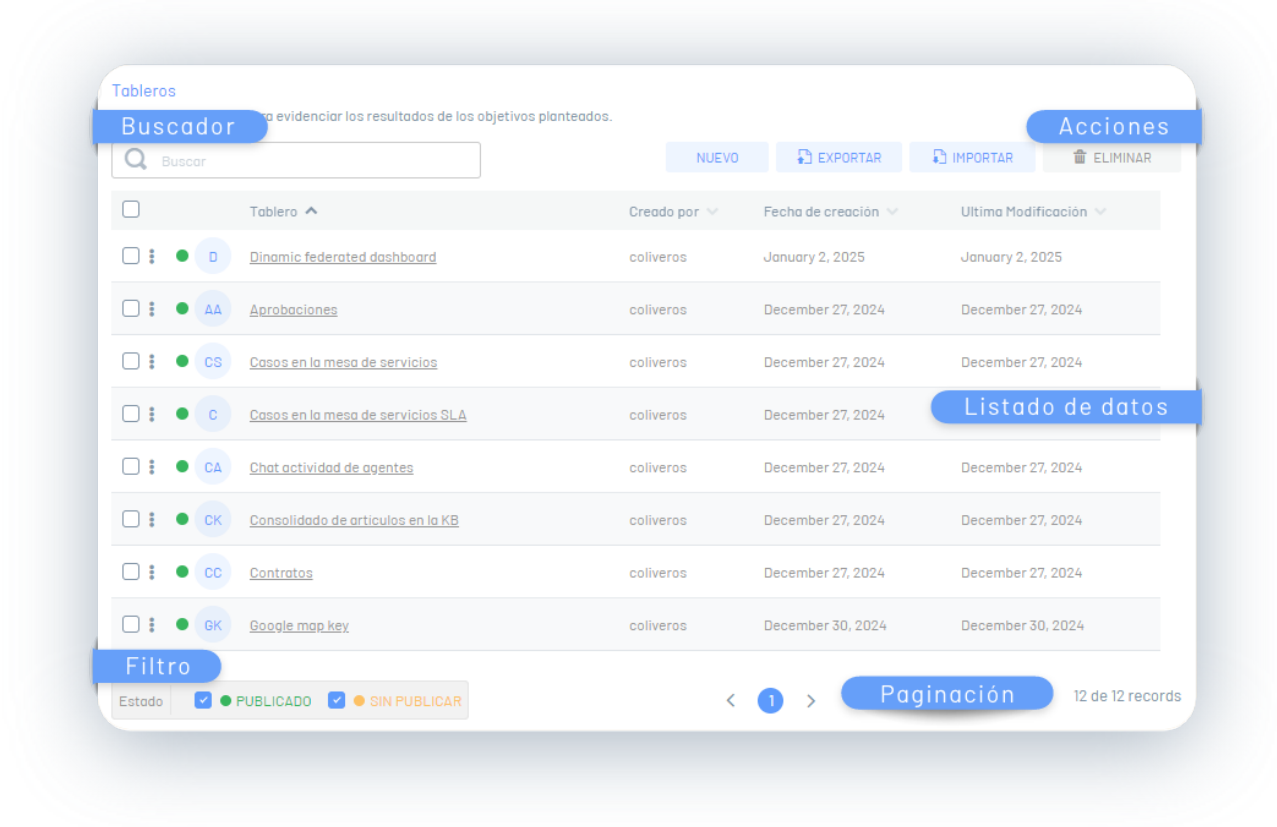 Tableros
evidenciar los resultados de los objetivos planteados.
Buscador
Acciones
Buscar
NUEVO EXPORTAR IMPORTAR ELIMINAR
Tablero Creado por Fecha de creación Ultima Modificación
D Dinamic federated dashboard coliveros January 2, 2025 January 2, 2025
AA Aprobaciones coliveros December 27, 2024 December 27, 2024
CS Casos en la mesa de servicios coliveros December 27, 2024 December 27, 2024
C Casos en la mesa de servicios SLA coliveros December 27, 2024
Listado de datos
CA Chat actividad de agentes coliveros December 27, 2024 December 27, 2024
CK Consolidado de articulos en la KB coliveros December 27, 2024 December 27, 2024
CC Contratos coliveros December 27, 2024 December 27, 2024
GK Google map key coliveros December 30, 2024 December 30, 2024
Filtro
Estado PUBLICADO SIN PUBLICAR
1
Paginación
12 de 12 records